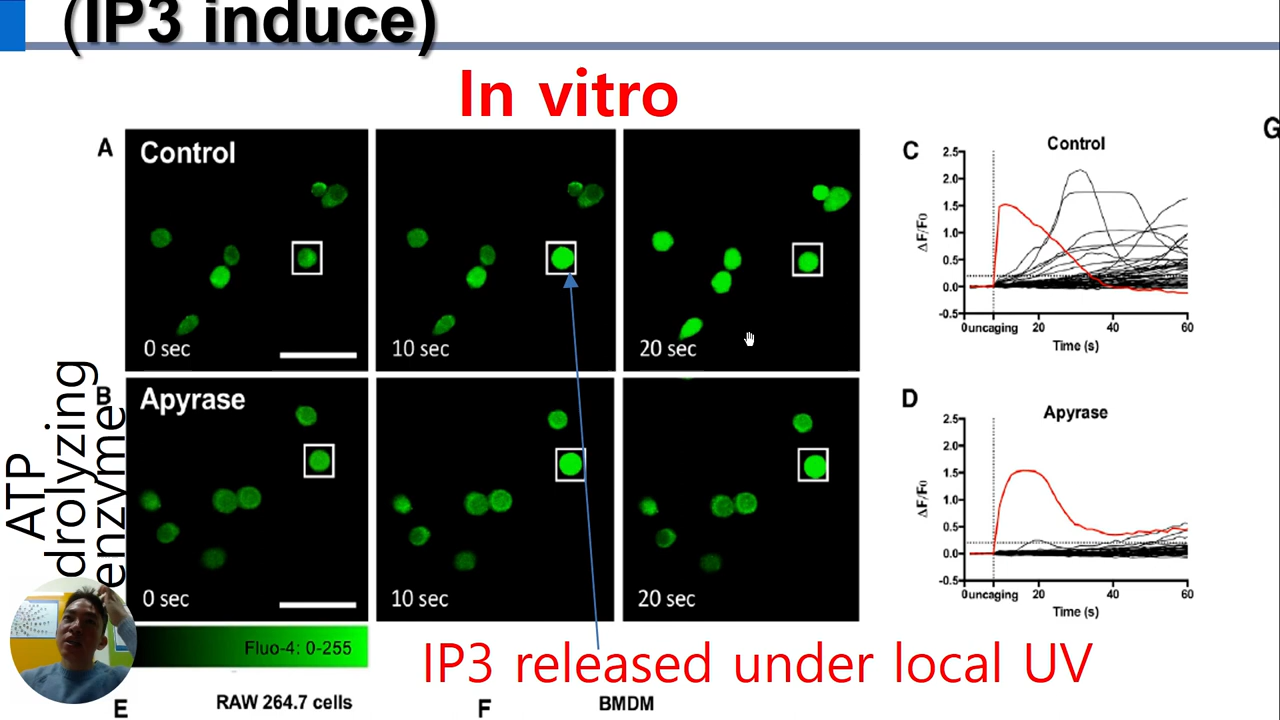 (IP3 induce)
In vitro
A
Control
0 sec
10 sec
20 sec
B
Apyrase
0 sec
10 sec
20 sec
ATP
drolyzing
enzyme
Fluo-4: 0-255
IP3 released under local UV
C
Control
2.5
2.0
1.5
1.0
0.5
0.0
-0.5
ΔF/F0
0 uncaging 20 40 60
Time (s)
D
Apyrase
2.5
2.0
1.5
1.0
0.5
0.0
-0.5
ΔF/F0
0 uncaging 20 40 60
Time (s)
G
E
RAW 264.7 cells
F
BMDM